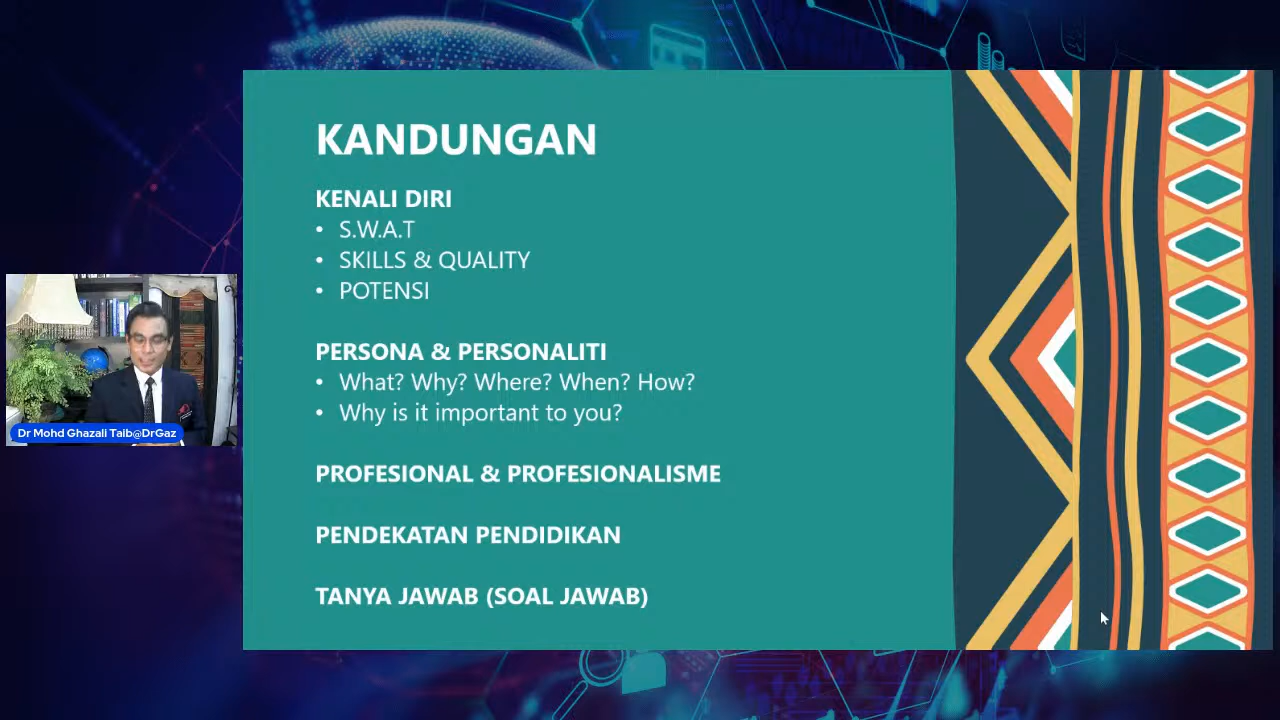 KANDUNGAN
KENALI DIRI
• S.W.A.T
• SKILLS & QUALITY
• POTENSI
PERSONA & PERSONALITI
• What? Why? Where? When? How?
• Why is it important to you?
PROFESIONAL & PROFESIONALISME
PENDEKATAN PENDIDIKAN
TANYA JAWAB (SOAL JAWAB)
Dr Mohd Ghazali Taib@DrGaz